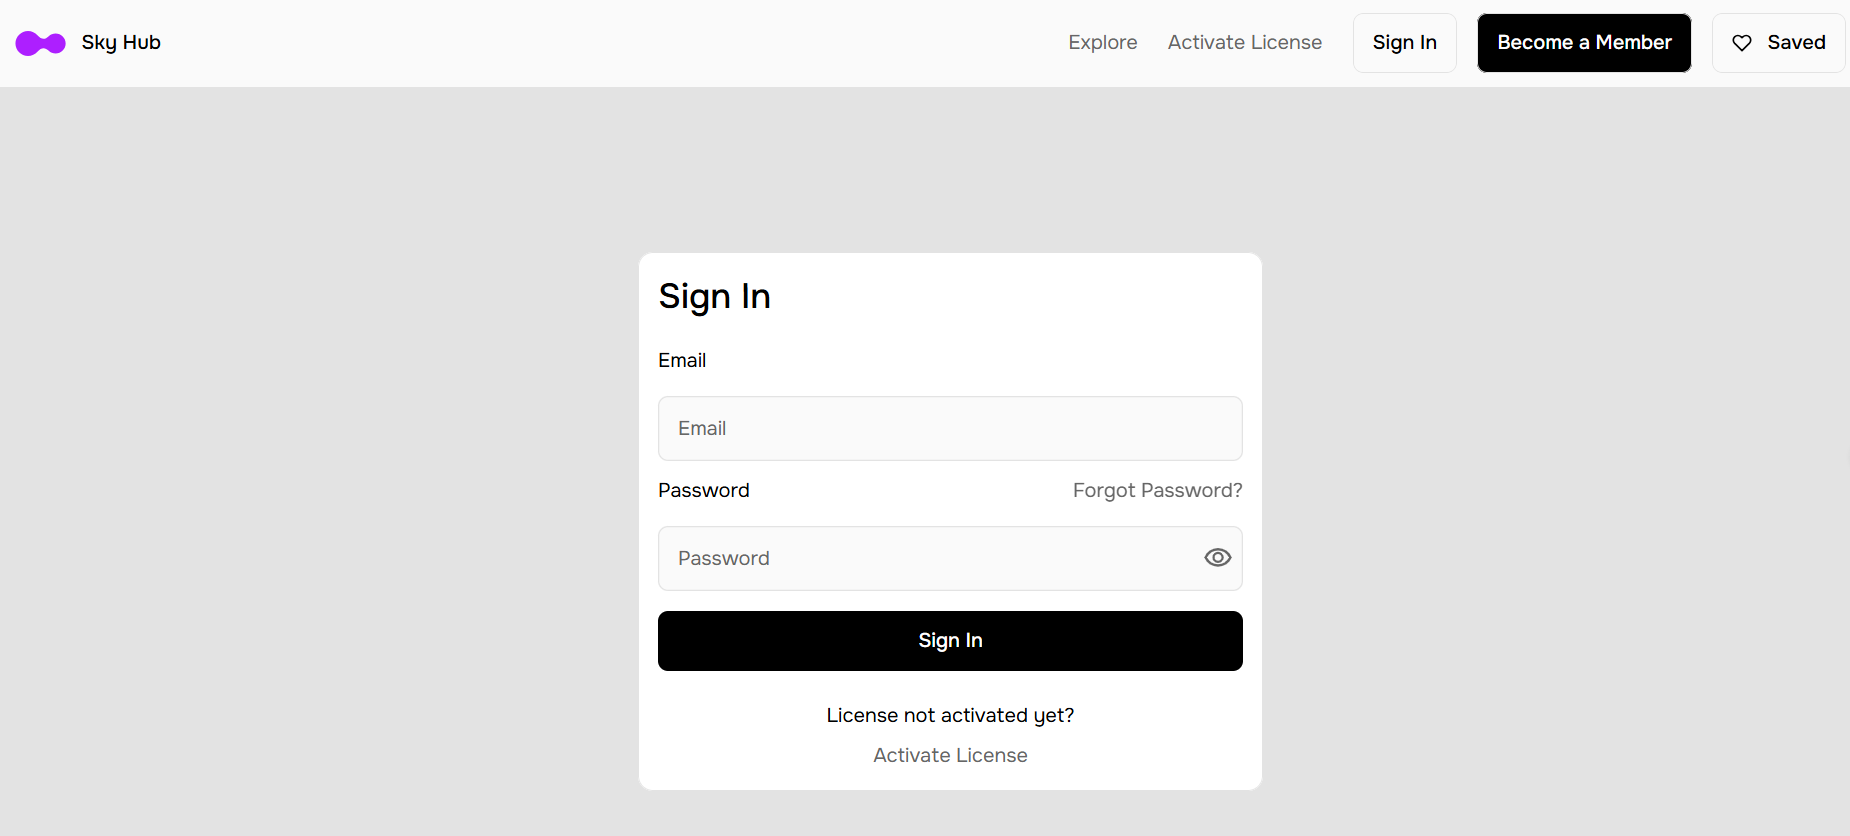 Sky Hub
Explore
Activate License
Sign In
Become a Member
Saved
Sign In
Email
Email
Password
Forgot Password?
Password
Sign In
License not activated yet?
Activate License